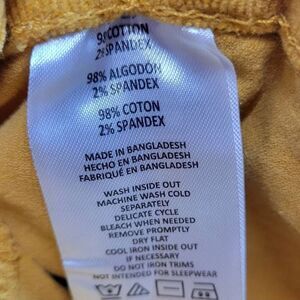 COTTON
2% SPANDEX
98% ALGODON
2% SPANDEX
98% COTON
2% SPANDEX
MADE IN BANGLADESH
HECHO EN BANGLADESH
FABRIQUÉ EN BANGLADESH
WASH INSIDE OUT
MACHINE WASH COLD
SEPARATELY
DELICATE CYCLE
BLEACH WHEN NEEDED
REMOVE PROMPTLY
DRY FLAT
COOL IRON INSIDE OUT
IF NECESSARY
DO NOT IRON TRIMS
NOT INTENDED FOR SLEEPWEAR